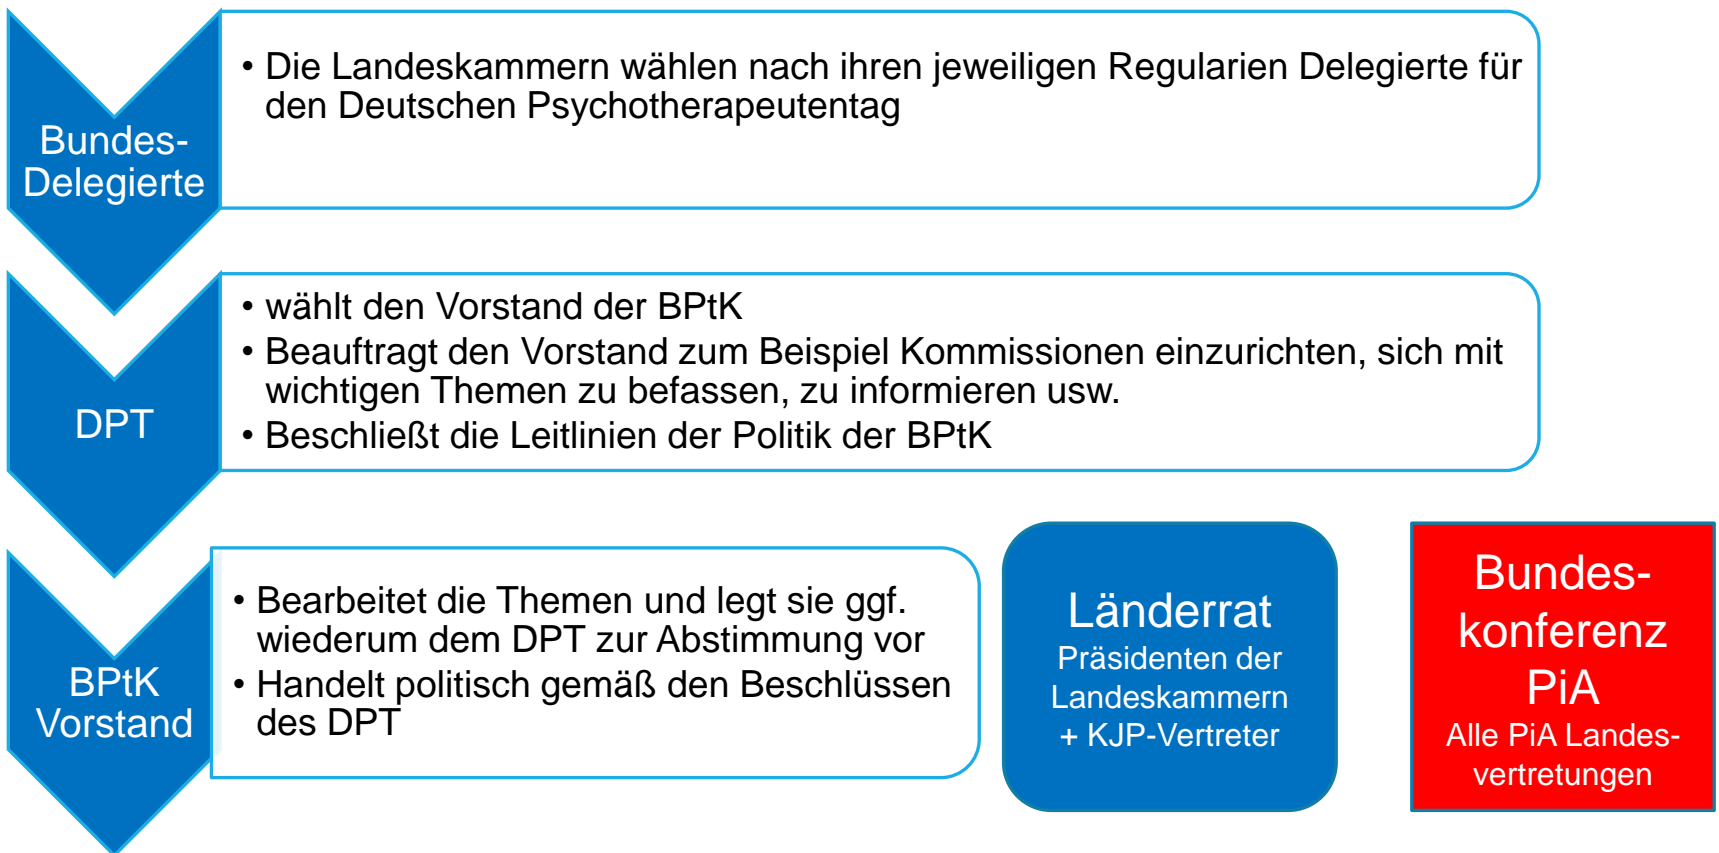 Bundes-
Delegierte
• Die Landeskammern wählen nach ihren jeweiligen Regularien Delegierte für
den Deutschen Psychotherapeutentag
DPT
• wählt den Vorstand der BPtK
• Beauftragt den Vorstand zum Beispiel Kommissionen einzurichten, sich mit
wichtigen Themen zu befassen, zu informieren usw.
• Beschließt die Leitlinien der Politik der BPtK
BPtK
Vorstand
• Bearbeitet die Themen und legt sie ggf.
wiederum dem DPT zur Abstimmung vor
• Handelt politisch gemäß den Beschlüssen
des DPT
Länderrat
Präsidenten der
Landeskammern
+ KJP-Vertreter
Bundes-
konferenz
PiA
Alle PiA Landes-
vertretungen